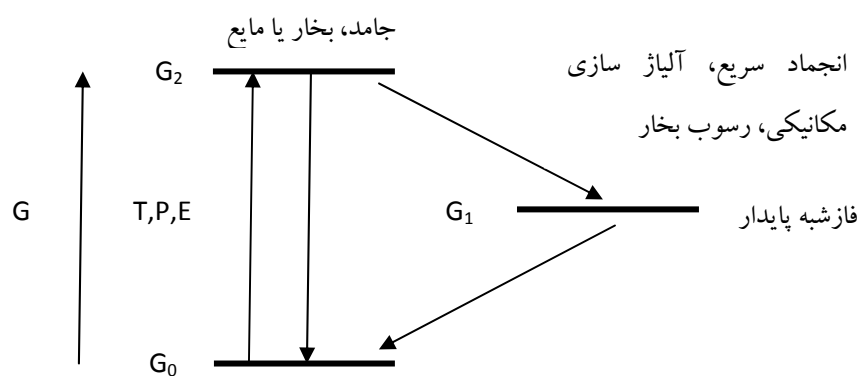 جامد، بخار یا مایع
G₂
انجماد سریع، آلیاژ سازی
مکانیکی، رسوب بخار
G
T,P,E
G₁
فازشبه پایدار
G₀